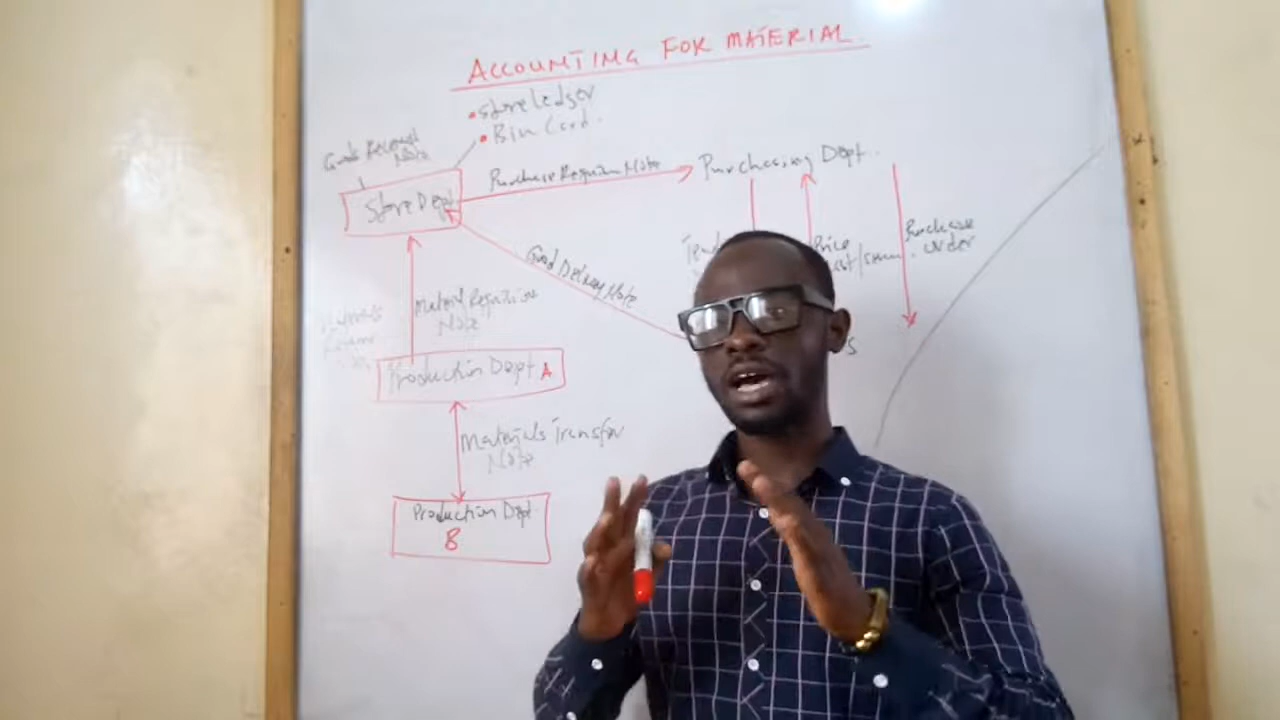 ACCOUNTING FOR MATERIAL
• Store Ledger
• Bin Card.
Goods Received
Note
Purchase Requisition Note
Purchasing Dept.
Store Dept
Good Delivery Note
Price
Purchase
order
Material Requisition
Note
Production Dept A
Materials Transfer
Note
Production Dept
B